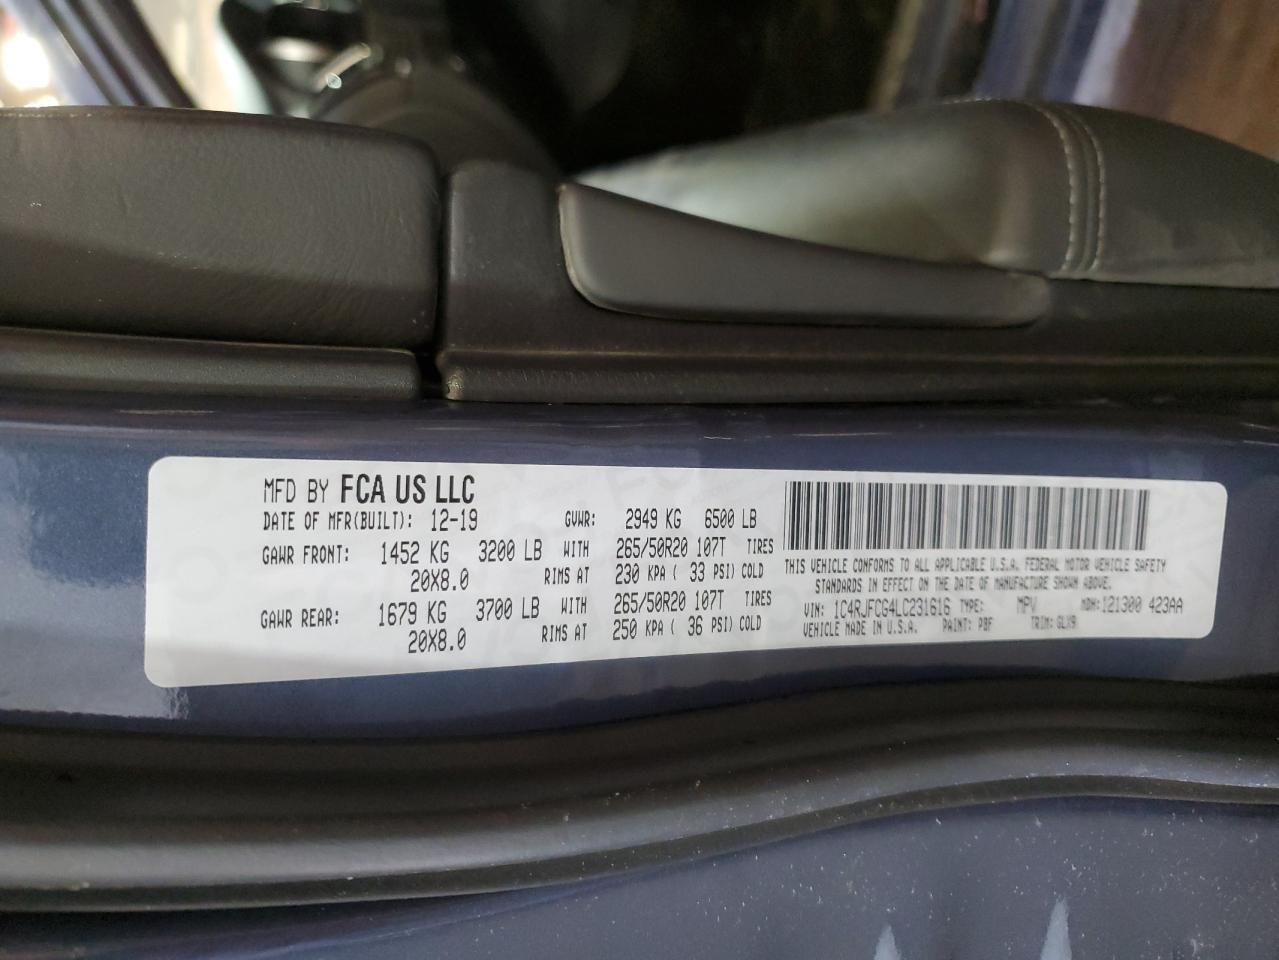 MFD BY FCA US LLC
DATE OF MFR(BUILT): 12-19 GVWR: 2949 KG 6500 LB
GAWR FRONT: 1452 KG 3200 LB WITH 265/50R20 107T TIRES
20X8.0 RIMS AT 230 KPA ( 33 PSI) COLD
GAWR REAR: 1679 KG 3700 LB WITH 265/50R20 107T TIRES
20X8.0 RIMS AT 250 KPA ( 36 PSI) COLD
THIS VEHICLE CONFORMS TO ALL APPLICABLE U.S.A. FEDERAL MOTOR VEHICLE SAFETY
STANDARDS IN EFFECT ON THE DATE OF MANUFACTURE SHOWN ABOVE.
VIN: 1C4RJFCG4LC231616 TYPE: MPV MDH: 121300 423AA
VEHICLE MADE IN U.S.A. PAINT: PBF TRIM: GLX9